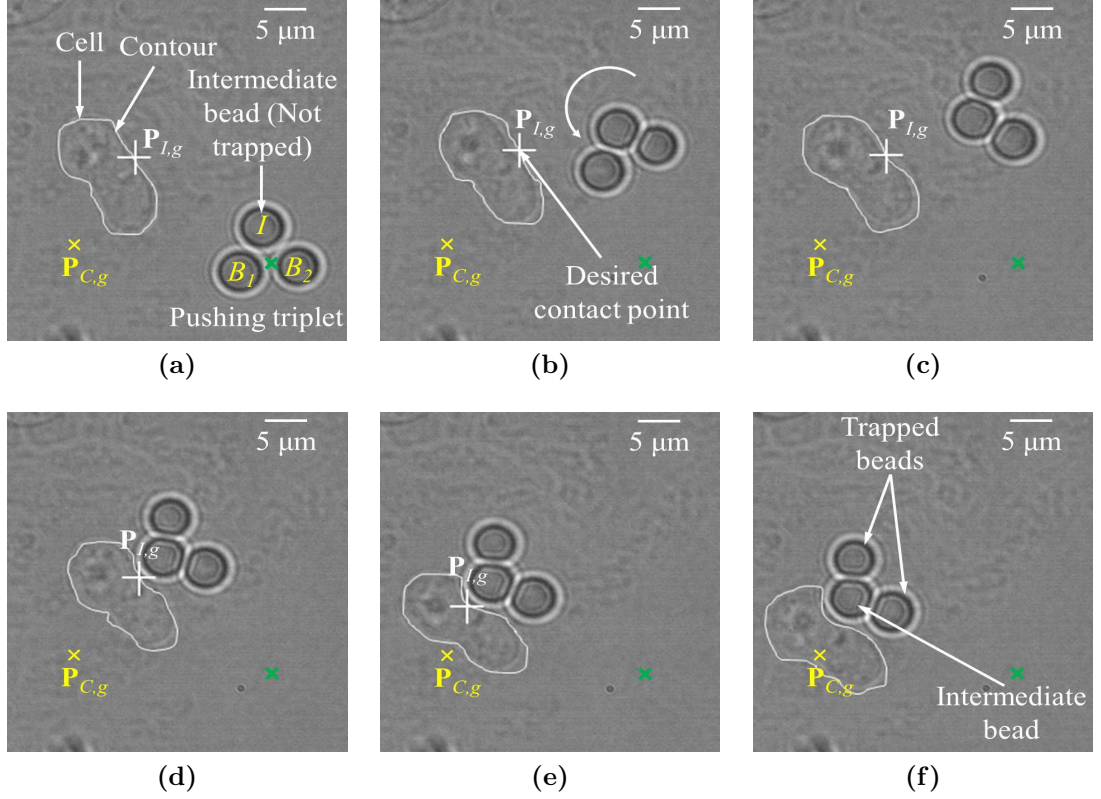 5 μm
Cell
Contour
Intermediate
bead (Not
trapped)
P_{I,g}
I
B_1
B_2
P_{C,g}
Pushing triplet
(a)
5 μm
P_{I,g}
P_{C,g}
Desired
contact point
(b)
5 μm
P_{I,g}
P_{C,g}
(c)
5 μm
P_{I,g}
P_{C,g}
(d)
5 μm
P_{I,g}
P_{C,g}
(e)
5 μm
Trapped
beads
P_{C,g}
Intermediate
bead
(f)